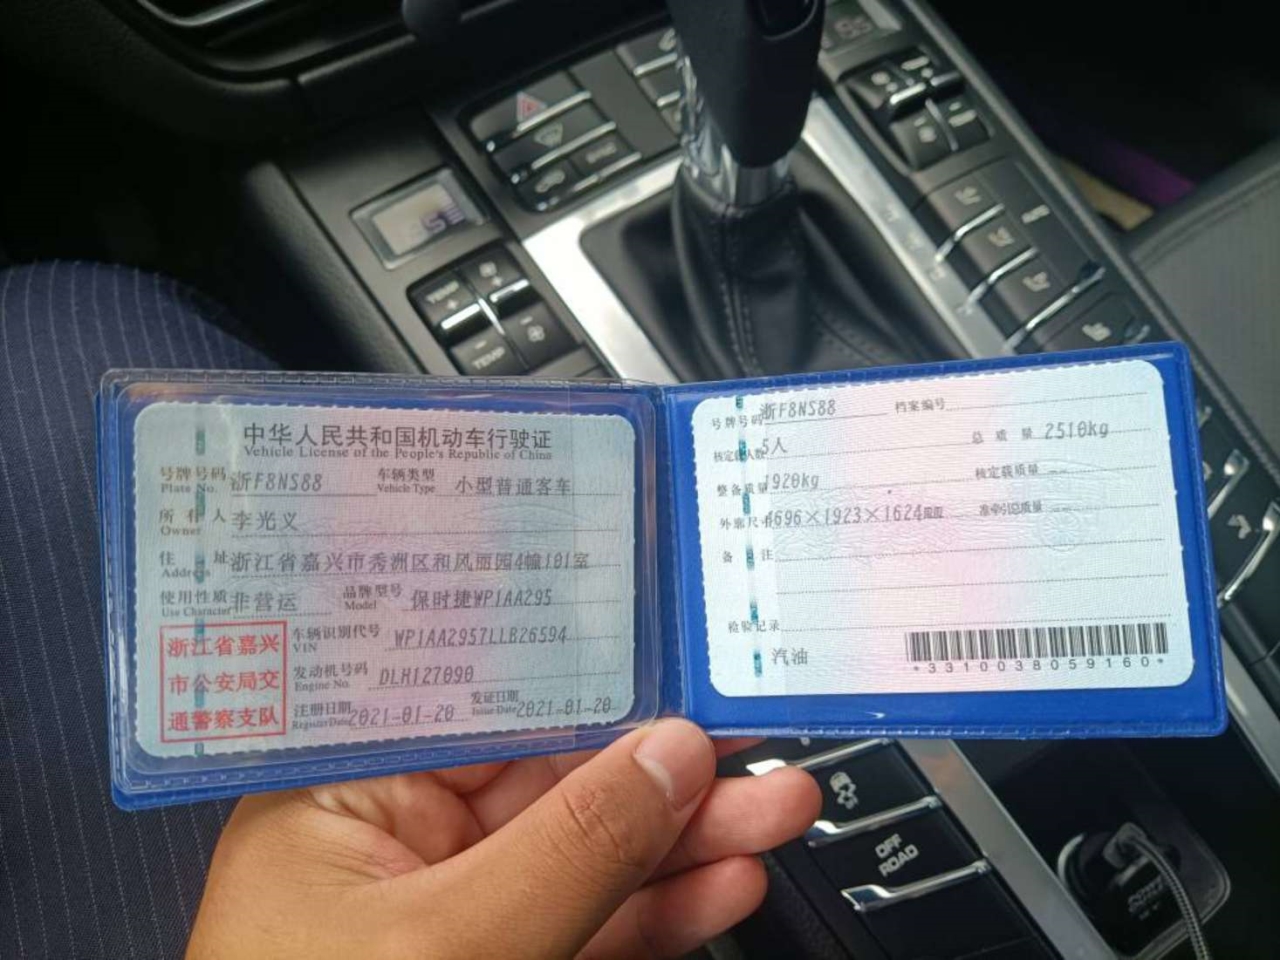 中华人民共和国机动车行驶证
Vehicle License of the People's Republic of China
号牌号码 浙F8NS88 车辆类型 小型普通客车
Plate No. Vehicle Type
所有人 李光义
Owner
住址 浙江省嘉兴市秀洲区和风丽园4幢101室
Address
使用性质 非营运 品牌型号 保时捷WP1AA295
Use Character Model
浙江省嘉兴
市公安局交
通警察支队
车辆识别代号 WP1AA2957LLB26594
VIN
发动机号码 DLH127090
Engine No.
注册日期 2021-01-20 发证日期 2021-01-20
Register Date Issue Date
号牌号码 浙F8NS88 档案编号
核定载人数 5人 总质量 2510kg
整备质量 1920kg 核定载质量 --
外廓尺寸 4696×1923×1624mm 准牵引总质量 --
备注
检验记录
汽油
*3310038059160*
TEMP
TEMP
OFF
ROAD